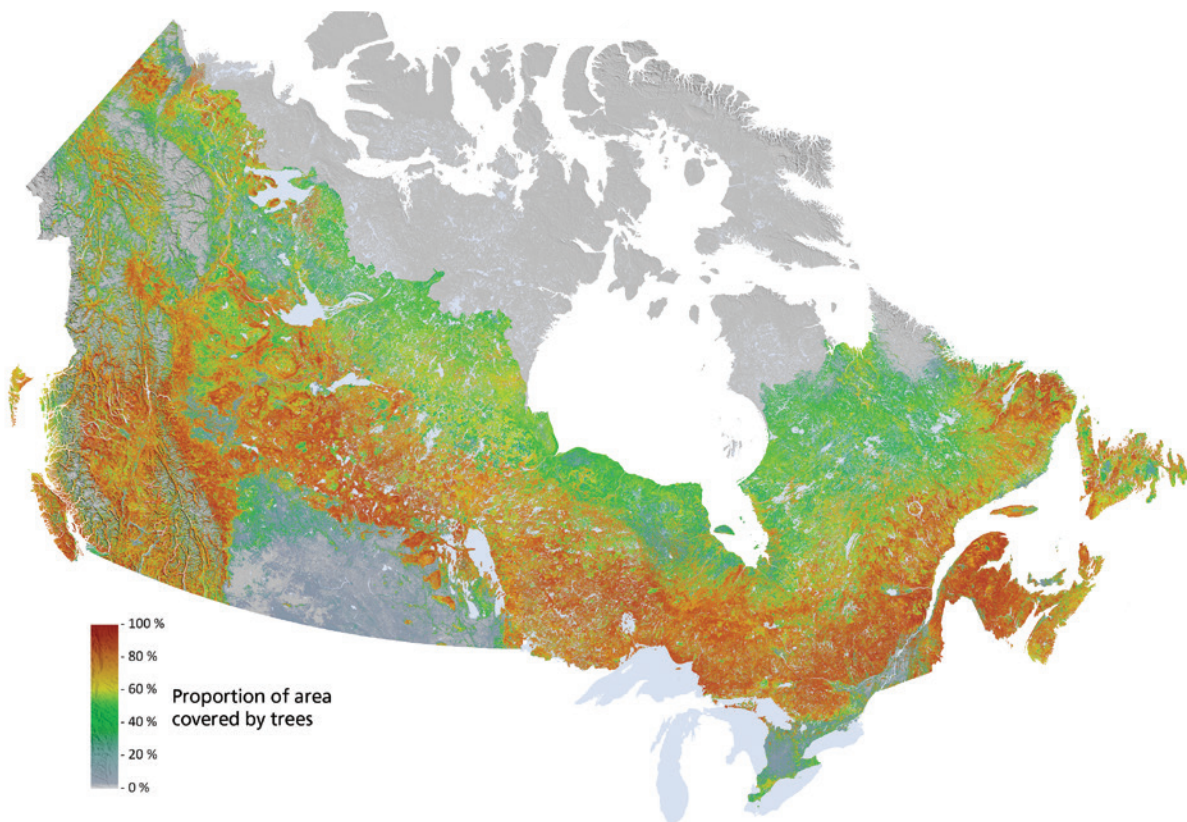 - 100 %
- 80 %
- 60 %
- 40 %
- 20 %
- 0 %
Proportion of area
covered by trees